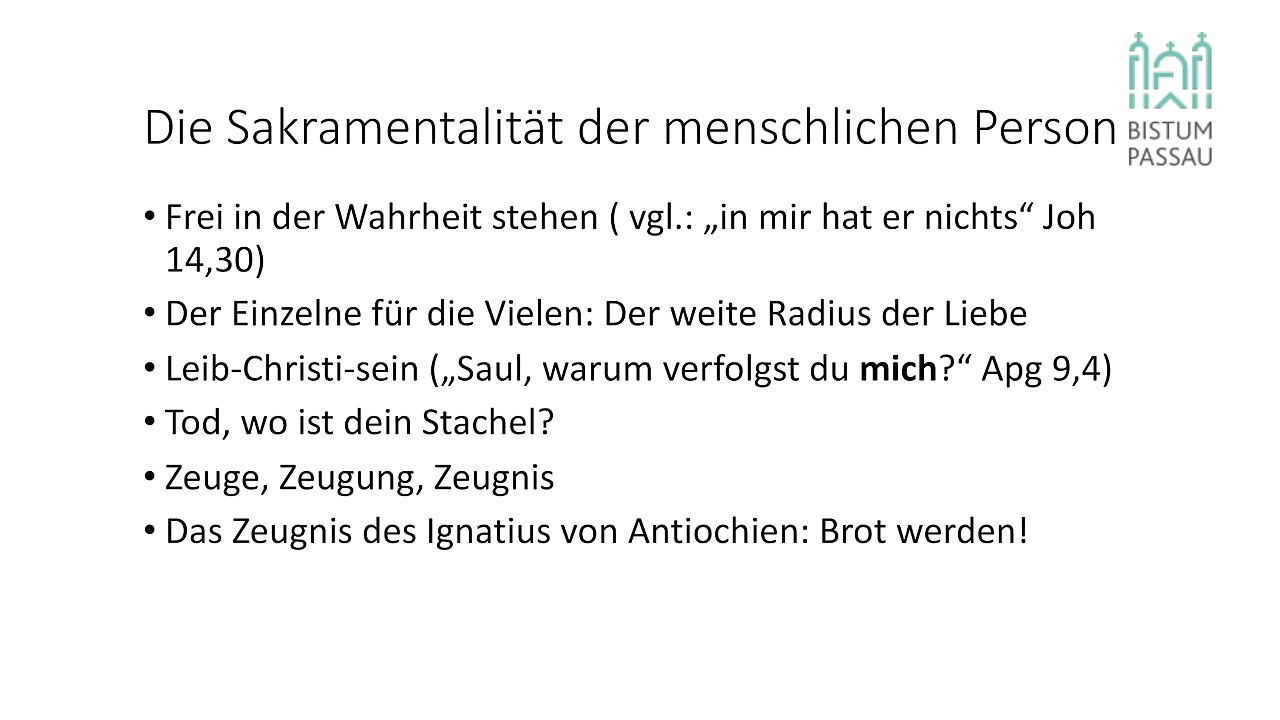 Die Sakramentalität der menschlichen Person
BISTUM
PASSAU
• Frei in der Wahrheit stehen ( vgl.: „in mir hat er nichts“ Joh
14,30)
• Der Einzelne für die Vielen: Der weite Radius der Liebe
• Leib-Christi-sein („Saul, warum verfolgst du mich?“ Apg 9,4)
• Tod, wo ist dein Stachel?
• Zeuge, Zeugung, Zeugnis
• Das Zeugnis des Ignatius von Antiochien: Brot werden!